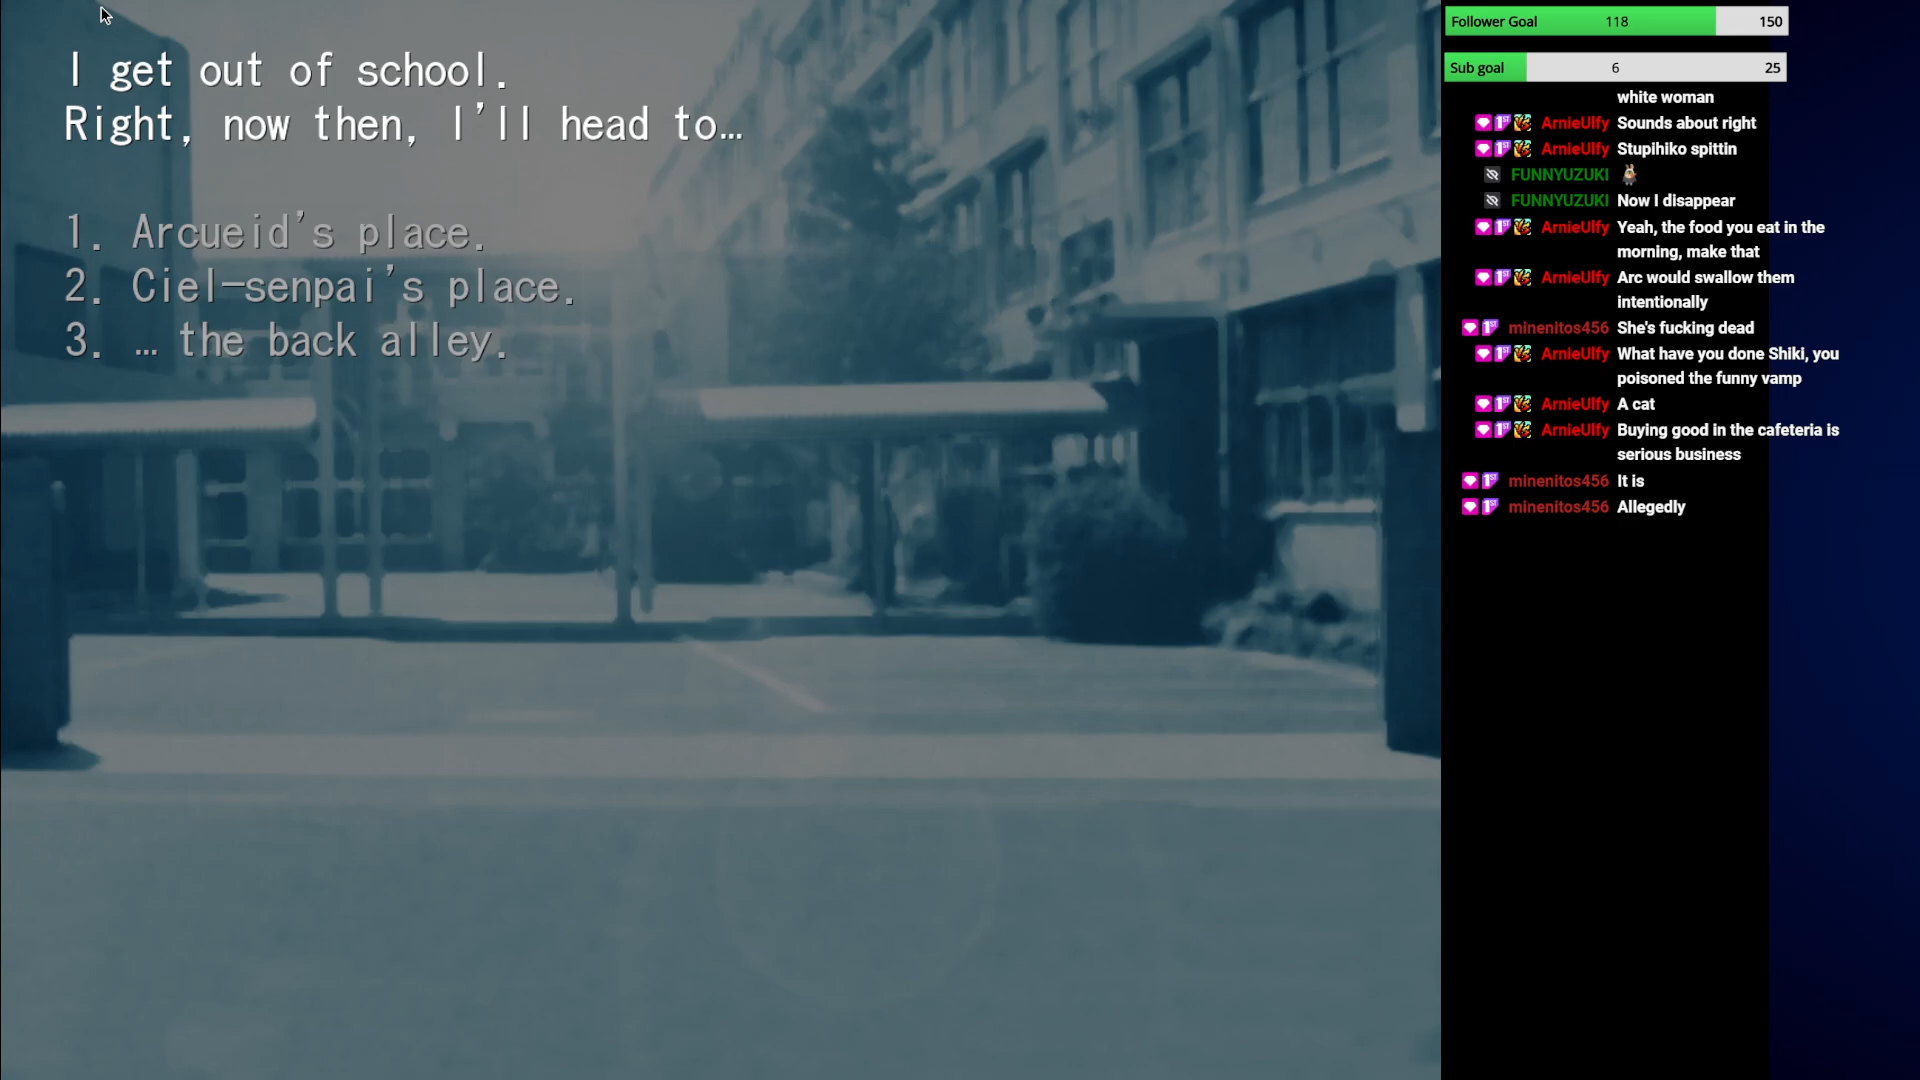 I get out of school.
Right, now then, I'll head to…
1. Arcueid's place.
2. Ciel-senpai's place.
3. … the back alley.
Follower Goal 118 150
Sub goal 6 25
white woman
ArnieUlfy Sounds about right
ArnieUlfy Stupihiko spittin
FUNNYUZUKI
FUNNYUZUKI Now I disappear
ArnieUlfy Yeah, the food you eat in the
morning, make that
ArnieUlfy Arc would swallow them
intentionally
minenitos456 She's fucking dead
ArnieUlfy What have you done Shiki, you
poisoned the funny vamp
ArnieUlfy A cat
ArnieUlfy Buying good in the cafeteria is
serious business
minenitos456 It is
minenitos456 Allegedly